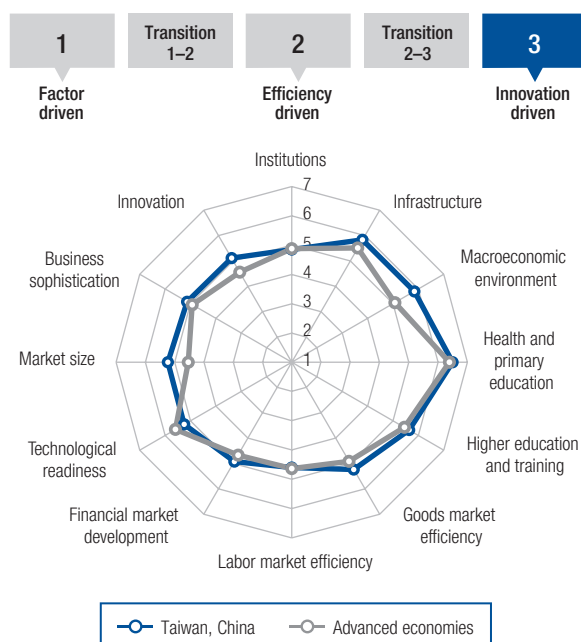 1
Transition
1–2
2
Transition
2–3
3
Factor
driven
Efficiency
driven
Innovation
driven
Institutions
7
6
5
4
3
2
1
Infrastructure
Macroeconomic
environment
Health and
primary
education
Higher education
and training
Goods market
efficiency
Labor market efficiency
Financial market
development
Technological
readiness
Market size
Business
sophistication
Innovation
Taiwan, China
Advanced economies